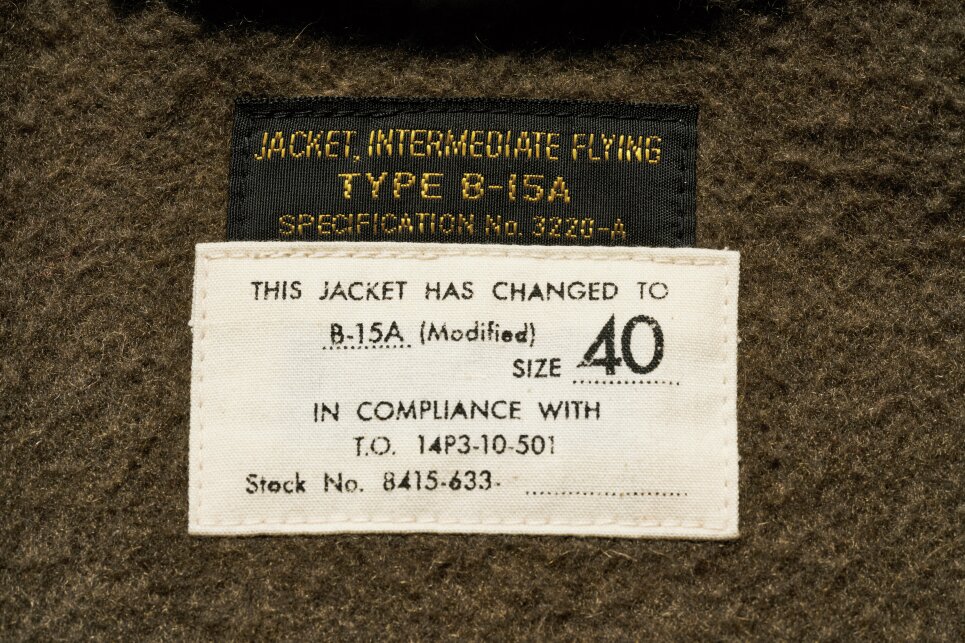 JACKET, INTERMEDIATE FLYING
TYPE B-15A
SPECIFICATION No. 3220-A
THIS JACKET HAS CHANGED TO
B-15A (Modified)
SIZE 40
IN COMPLIANCE WITH
T.O. 14P3-10-501
Stock No. 8415-633-